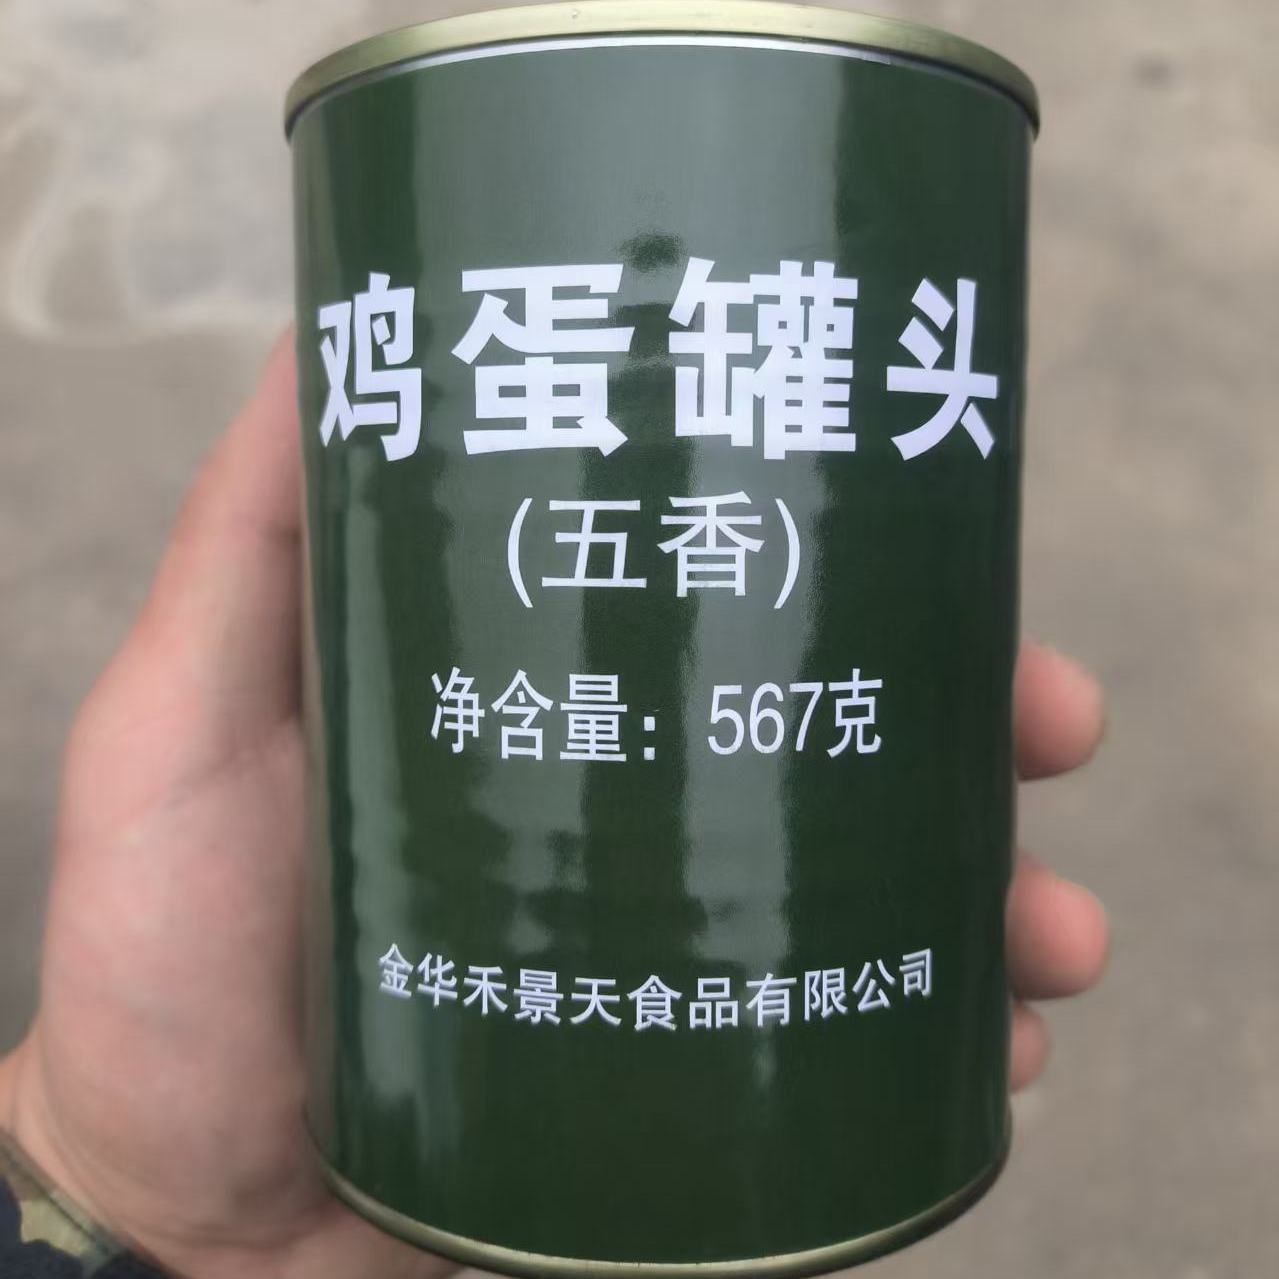 鸡蛋罐头
(五香)
净含量：567克
金华禾景天食品有限公司